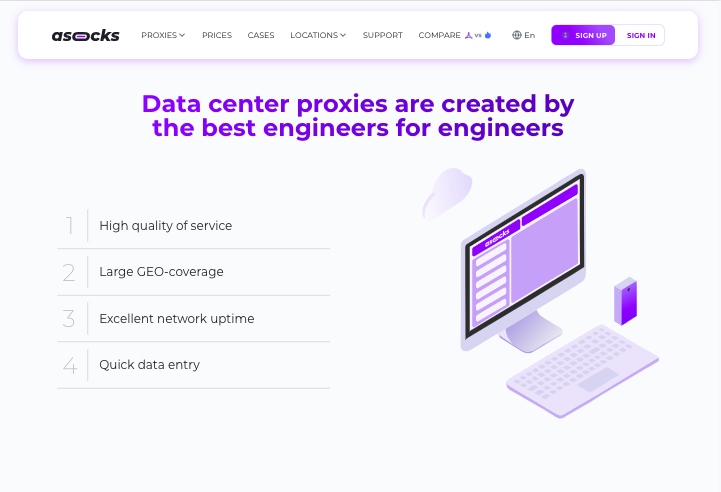 asocks
PROXIES
PRICES
CASES
LOCATIONS
SUPPORT
COMPARE vs
En
SIGN UP
SIGN IN
Data center proxies are created by
the best engineers for engineers
1
High quality of service
2
Large GEO-coverage
3
Excellent network uptime
4
Quick data entry
asocks